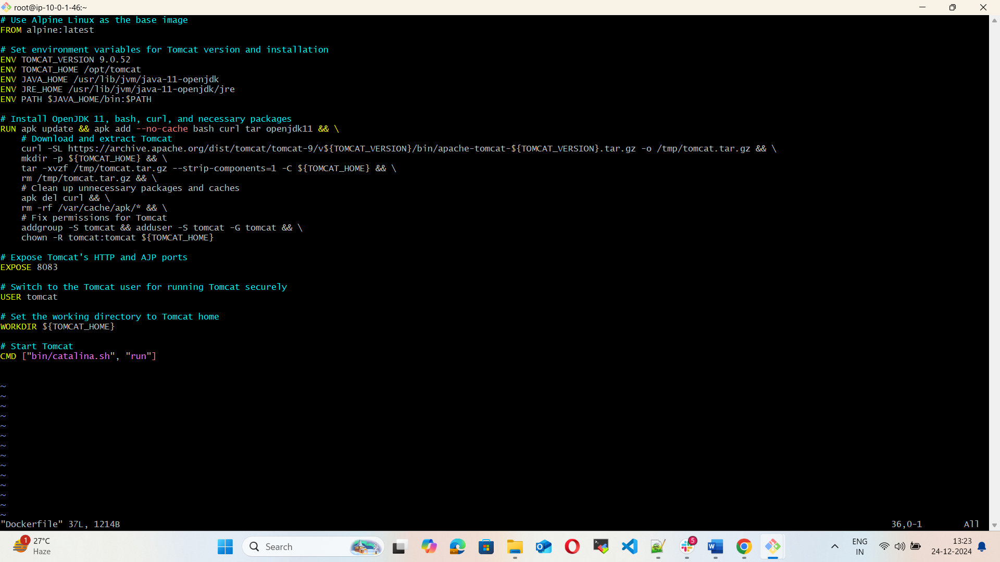 root@ip-10-0-1-46:~
# Use Alpine Linux as the base image
FROM alpine:latest
# Set environment variables for Tomcat version and installation
ENV TOMCAT_VERSION 9.0.52
ENV TOMCAT_HOME /opt/tomcat
ENV JAVA_HOME /usr/lib/jvm/java-11-openjdk
ENV JRE_HOME /usr/lib/jvm/java-11-openjdk/jre
ENV PATH $JAVA_HOME/bin:$PATH
# Install OpenJDK 11, bash, curl, and necessary packages
RUN apk update && apk add --no-cache bash curl tar openjdk11 && \
    # Download and extract Tomcat
    curl -SL https://archive.apache.org/dist/tomcat/tomcat-9/v${TOMCAT_VERSION}/bin/apache-tomcat-${TOMCAT_VERSION}.tar.gz -o /tmp/tomcat.tar.gz && \
    mkdir -p ${TOMCAT_HOME} && \
    tar -xvzf /tmp/tomcat.tar.gz --strip-components=1 -C ${TOMCAT_HOME} && \
    rm /tmp/tomcat.tar.gz && \
    # Clean up unnecessary packages and caches
    apk del curl && \
    rm -rf /var/cache/apk/* && \
    # Fix permissions for Tomcat
    addgroup -S tomcat && adduser -S tomcat -G tomcat && \
    chown -R tomcat:tomcat ${TOMCAT_HOME}
# Expose Tomcat's HTTP and AJP ports
EXPOSE 8083
# Switch to the Tomcat user for running Tomcat securely
USER tomcat
# Set the working directory to Tomcat home
WORKDIR ${TOMCAT_HOME}
# Start Tomcat
CMD ["bin/catalina.sh", "run"]
~
~
~
~
~
~
~
~
~
~
~
~
~
~
"Dockerfile" 37L, 1214B 36,0-1 All
1
27°C
Haze
Search
5
ENG
IN
13:23
24-12-2024